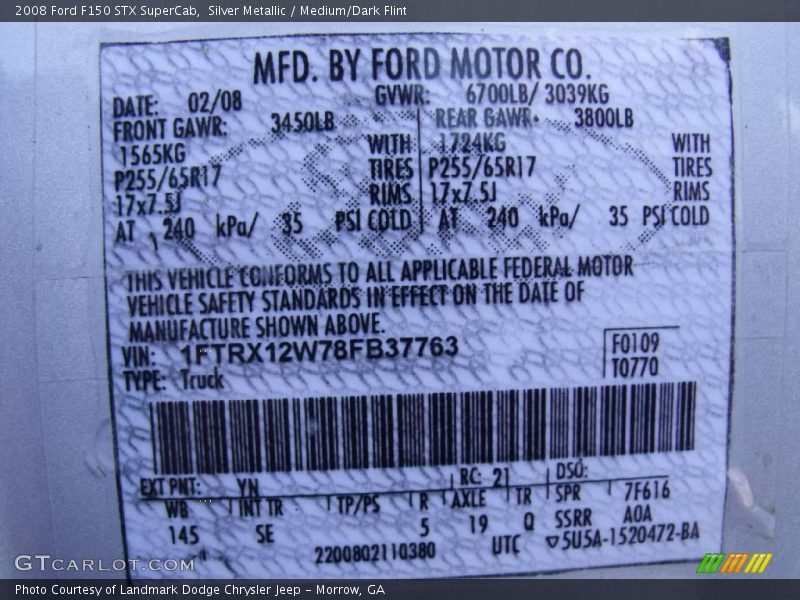 2008 Ford F150 STX SuperCab, Silver Metallic / Medium/Dark Flint
MFD. BY FORD MOTOR CO.
DATE: 02/08 GVWR: 6700LB/ 3039KG
FRONT GAWR: 3450LB REAR GAWR: 3800LB
1565KG WITH 1724KG WITH
P255/65R17 TIRES P255/65R17 TIRES
17x7.5J RIMS 17x7.5J RIMS
AT 240 kPa/ 35 PSI COLD AT 240 kPa/ 35 PSI COLD
THIS VEHICLE CONFORMS TO ALL APPLICABLE FEDERAL MOTOR
VEHICLE SAFETY STANDARDS IN EFFECT ON THE DATE OF
MANUFACTURE SHOWN ABOVE.
VIN: 1FTRX12W78FB37763 F0109
TYPE: Truck T0770
EXT PNT: YN RC: 21 DSO:
WB INT TR TP/PS R AXLE TR SPR 7F616
145 SE 5 19 Q SSRR A0A
2200802110380 UTC ▽5U5A-1520472-BA
GTCARLOT.COM
Photo Courtesy of Landmark Dodge Chrysler Jeep – Morrow, GA